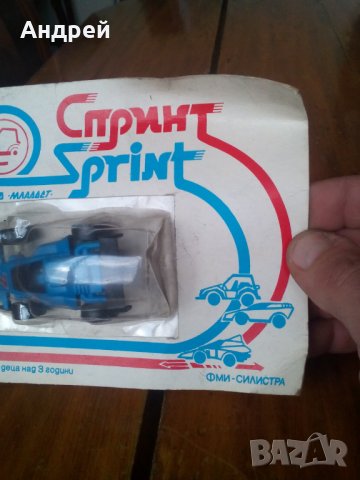 Андрей
Спринт
Sprint
"МЛАДОСТ"
деца над 3 години
ФМИ-СИЛИСТРА
BAZAR